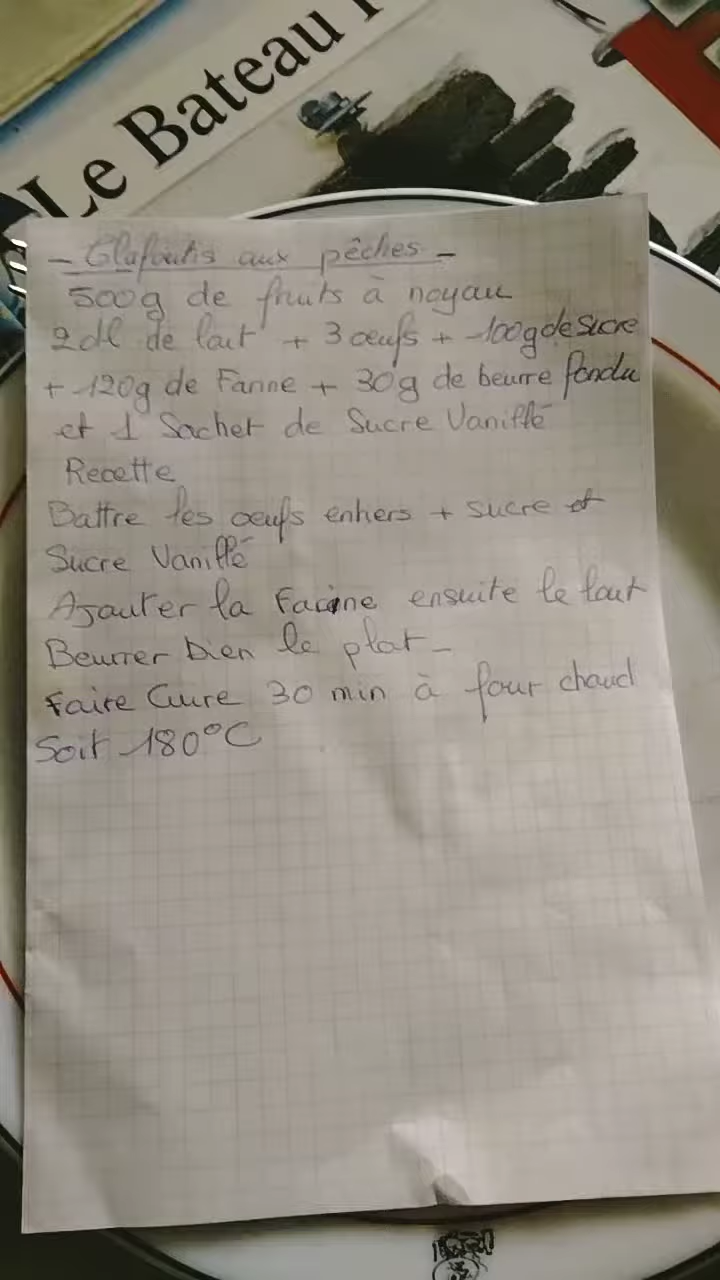 Le Bateau
- Clafoutis aux pêches -
500g de fruits à noyau
2dl de lait + 3 œufs + 100g de sucre
+ 120g de Farine + 30g de beurre fondu
et 1 Sachet de Sucre Vanillé
Recette
Battre les œufs entiers + sucre et
Sucre Vanillé
Ajouter la Farine ensuite le lait
Beurrer bien le plat -
Faire Cuire 30 min à four chaud
Soit 180°C